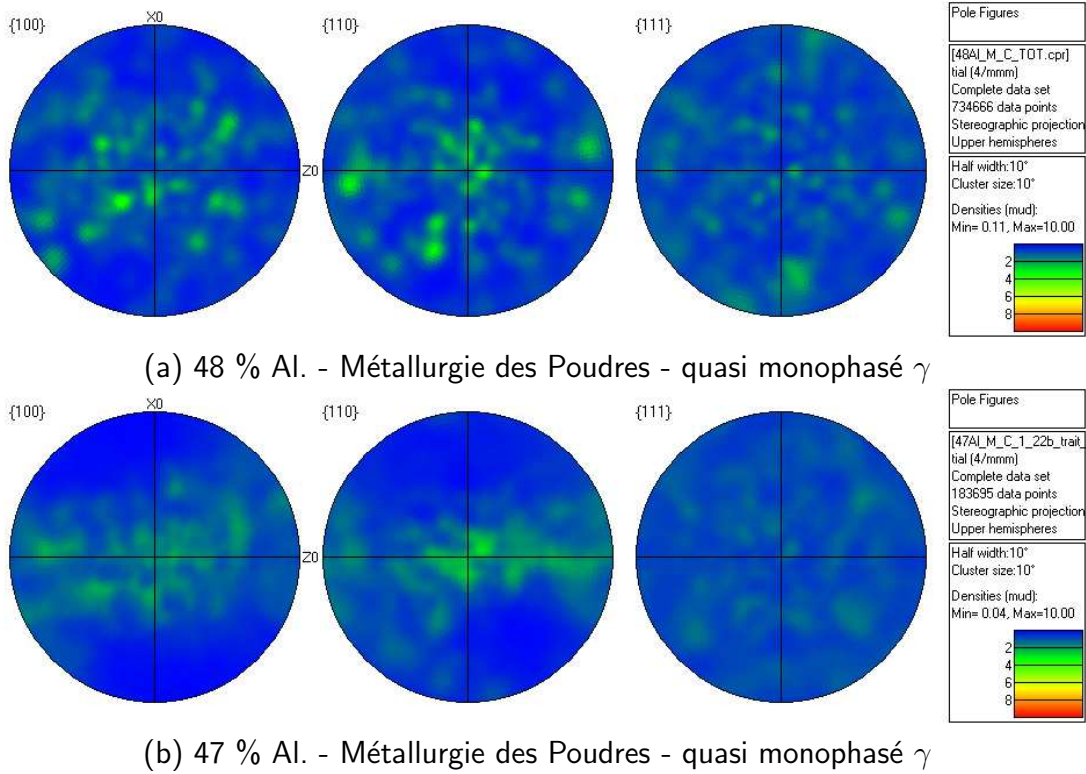 {100}
X0
{110}
{111}
Z0
Pole Figures
[48Al_M_C_TOT.cpr]
tial (4/mmm)
Complete data set
734666 data points
Stereographic projection
Upper hemispheres
Half width:10°
Cluster size:10°
Densities (mud):
Min= 0.11, Max=10.00
2
4
6
8
(a) 48 % Al. - Métallurgie des Poudres - quasi monophasé γ
{100}
X0
{110}
{111}
Z0
Pole Figures
[47Al_M_C_1_22b_trait_
tial (4/mmm)
Complete data set
183695 data points
Stereographic projection
Upper hemispheres
Half width:10°
Cluster size:10°
Densities (mud):
Min= 0.04, Max=10.00
2
4
6
8
(b) 47 % Al. - Métallurgie des Poudres - quasi monophasé γ